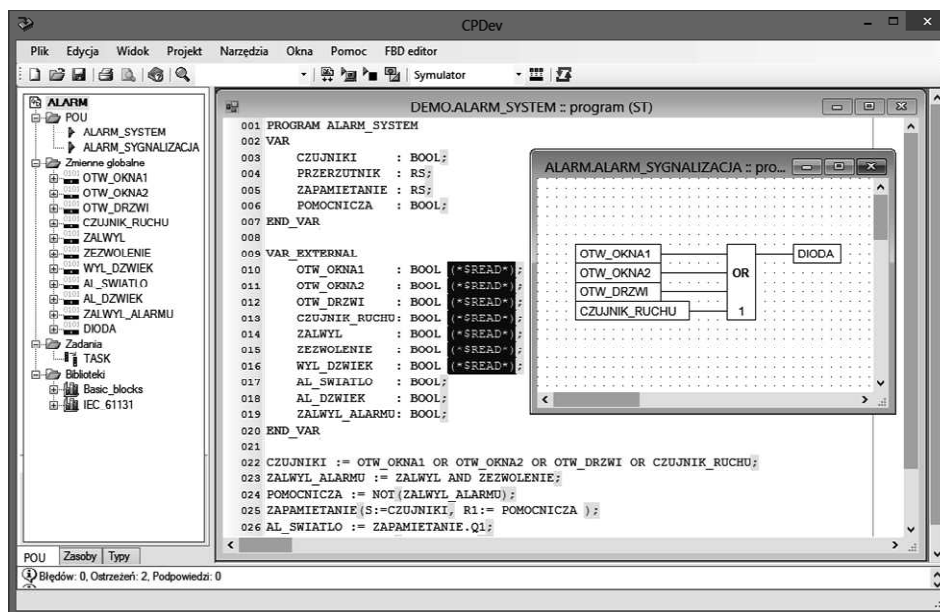 CPDev
Plik Edycja Widok Projekt Narzędzia Okna Pomoc FBD editor
Symulator
ALARM
POU
ALARM_SYSTEM
ALARM_SYGNALIZACJA
Zmienne globalne
OTW_OKNA1
OTW_OKNA2
OTW_DRZWI
CZUJNIK_RUCHU
ZALWYL
ZEZWOLENIE
WYL_DZWIEK
AL_SWIATLO
AL_DZWIEK
ZALWYL_ALARMU
DIODA
Zadania
TASK
Biblioteki
Basic_blocks
IEC_61131
POU Zasoby Typy
DEMO.ALARM_SYSTEM :: program (ST)
001 PROGRAM ALARM_SYSTEM
002 VAR
003 CZUJNIKI : BOOL;
004 PRZERZUTNIK : RS;
005 ZAPAMIETANIE : RS;
006 POMOCNICZA : BOOL;
007 END_VAR
008
009 VAR_EXTERNAL
010 OTW_OKNA1 : BOOL (*$READ*);
011 OTW_OKNA2 : BOOL (*$READ*);
012 OTW_DRZWI : BOOL (*$READ*);
013 CZUJNIK_RUCHU: BOOL (*$READ*);
014 ZALWYL : BOOL (*$READ*);
015 ZEZWOLENIE : BOOL (*$READ*);
016 WYL_DZWIEK : BOOL (*$READ*);
017 AL_SWIATLO : BOOL;
018 AL_DZWIEK : BOOL;
019 ZALWYL_ALARMU: BOOL;
020 END_VAR
021
022 CZUJNIKI := OTW_OKNA1 OR OTW_OKNA2 OR OTW_DRZWI OR CZUJNIK_RUCHU;
023 ZALWYL_ALARMU := ZALWYL AND ZEZWOLENIE;
024 POMOCNICZA := NOT(ZALWYL_ALARMU);
025 ZAPAMIETANIE(S:=CZUJNIKI, R1:= POMOCNICZA );
026 AL_SWIATLO := ZAPAMIETANIE.Q1;
ALARM.ALARM_SYGNALIZACJA :: pro...
OTW_OKNA1
OTW_OKNA2
OTW_DRZWI
CZUJNIK_RUCHU
OR
1
DIODA
Błędów: 0, Ostrzeżeń: 2, Podpowiedzi: 0